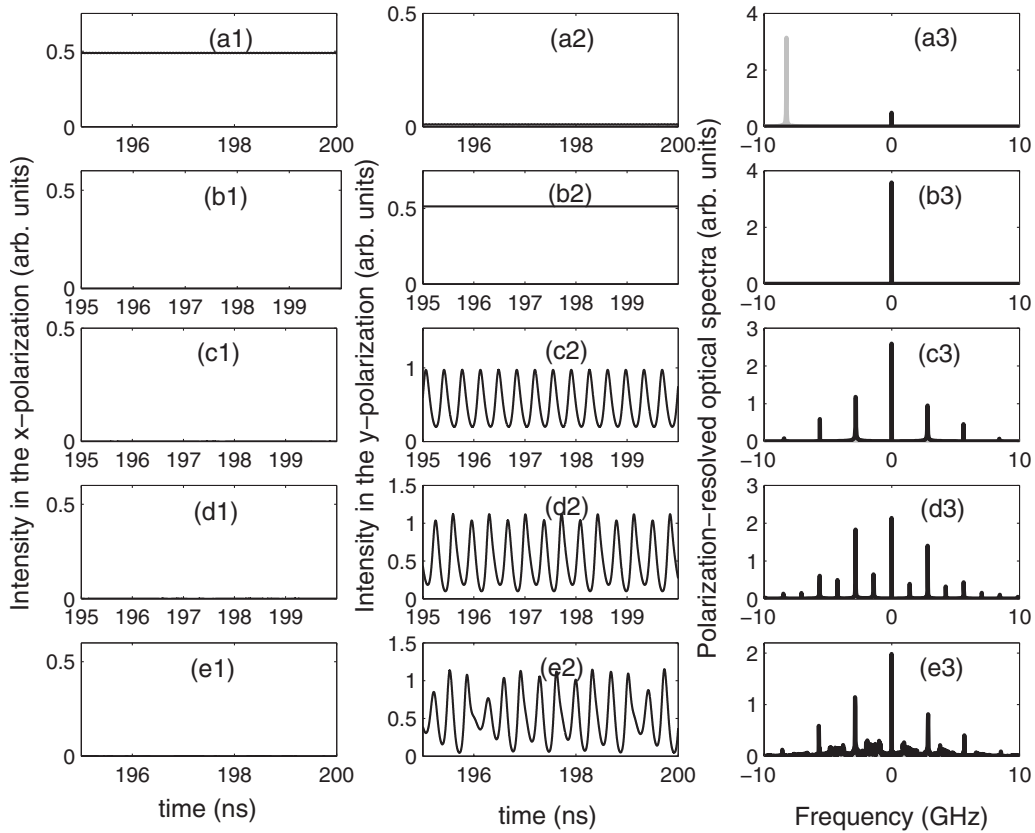 Intensity in the x−polarization (arb. units)
Intensity in the y−polarization (arb. units)
Polarization−resolved optical spectra (arb. units)
(a1)
0.5
0
196 198 200
(a2)
0.5
0
196 198 200
(a3)
4
2
0
−10 0 10
(b1)
0.5
0
195 196 197 198 199
(b2)
0.5
0
195 196 197 198 199
(b3)
4
2
0
−10 0 10
(c1)
0.5
0
195 196 197 198 199
(c2)
1
0
195 196 197 198 199
(c3)
3
2
1
0
−10 0 10
(d1)
0.5
0
195 196 197 198 199
(d2)
1.5
1
0.5
0
195 196 197 198 199
(d3)
3
2
1
0
−10 0 10
(e1)
0.5
0
196 198 200
(e2)
1.5
1
0.5
0
196 198 200
(e3)
2
1
0
−10 0 10
time (ns)
time (ns)
Frequency (GHz)